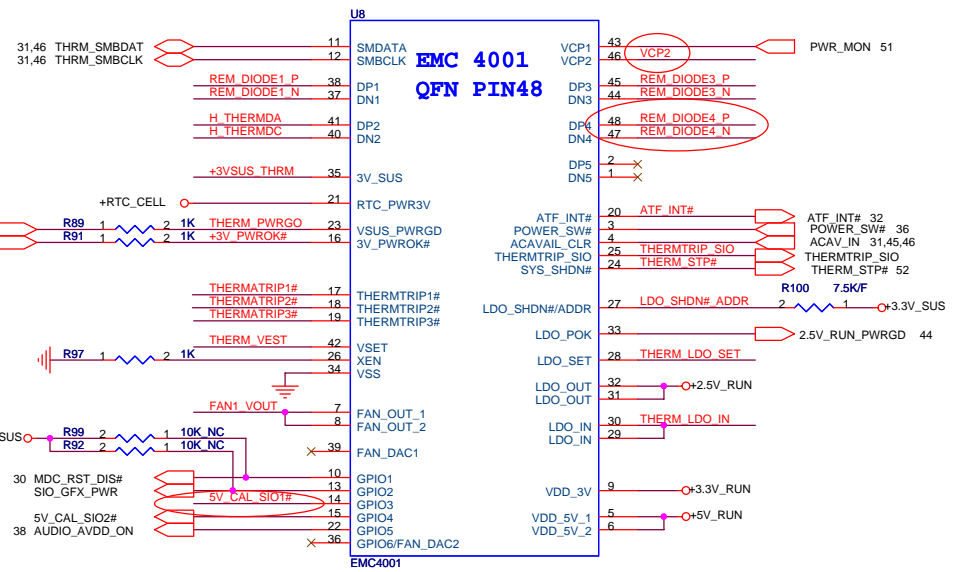 U8
31,46 THRM_SMBDAT 11 SMDATA EMC 4001 VCP1 43 PWR_MON 51
31,46 THRM_SMBCLK 12 SMBCLK VCP2 46 VCP2
QFN PIN48
REM_DIODE1_P 38 DP1 DP3 45 REM_DIODE3_P
REM_DIODE1_N 37 DN1 DN3 44 REM_DIODE3_N
H_THERMDA 41 DP2 DP4 48 REM_DIODE4_P
H_THERMDC 40 DN2 DN4 47 REM_DIODE4_N
DP5 2
+3VSUS_THRM 35 3V_SUS DN5 1
+RTC_CELL 21 RTC_PWR3V
ATF_INT# 20 ATF_INT# ATF_INT# 32
R89 1 2 1K THERM_PWRGO 23 VSUS_PWRGD POWER_SW# 3 POWER_SW# 36
R91 1 2 1K +3V_PWROK# 16 3V_PWROK# ACAVAIL_CLR 4 ACAV_IN 31,45,46
THERMTRIP_SIO 25 THERMTRIP_SIO THERMTRIP_SIO
SYS_SHDN# 24 THERM_STP# THERM_STP# 52
R100 7.5K/F
THERMATRIP1# 17 THERMTRIP1#
THERMATRIP2# 18 THERMTRIP2# LDO_SHDN#/ADDR 27 LDO_SHDN#_ADDR 2 1 +3.3V_SUS
THERMATRIP3# 19 THERMTRIP3#
LDO_POK 33 2.5V_RUN_PWRGD 44
THERM_VEST 42 VSET
R97 1 2 1K 26 XEN LDO_SET 28 THERM_LDO_SET
34 VSS
LDO_OUT 32 +2.5V_RUN
LDO_OUT 31
FAN1_VOUT 7 FAN_OUT_1
8 FAN_OUT_2 LDO_IN 30 THERM_LDO_IN
LDO_IN 29
SUS R99 2 1 10K_NC
R92 2 1 10K_NC 39 FAN_DAC1
30 MDC_RST_DIS# 10 GPIO1
SIO_GFX_PWR 13 GPIO2 VDD_3V 9 +3.3V_RUN
5V_CAL_SIO1# 14 GPIO3
5V_CAL_SIO2# 15 GPIO4 VDD_5V_1 5 +5V_RUN
38 AUDIO_AVDD_ON 22 GPIO5 VDD_5V_2 6
36 GPIO6/FAN_DAC2
EMC4001